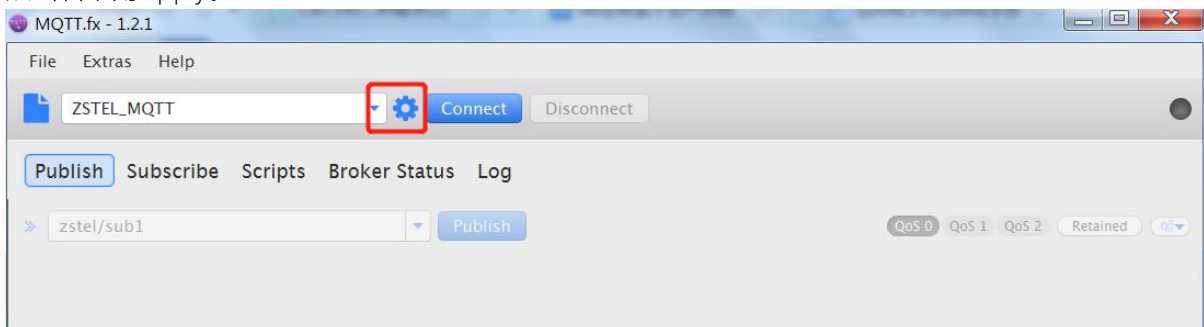 MQTT.fx - 1.2.1
File Extras Help
ZSTEL_MQTT Connect Disconnect
Publish Subscribe Scripts Broker Status Log
zstel/sub1 Publish QoS 0 QoS 1 QoS 2 Retained